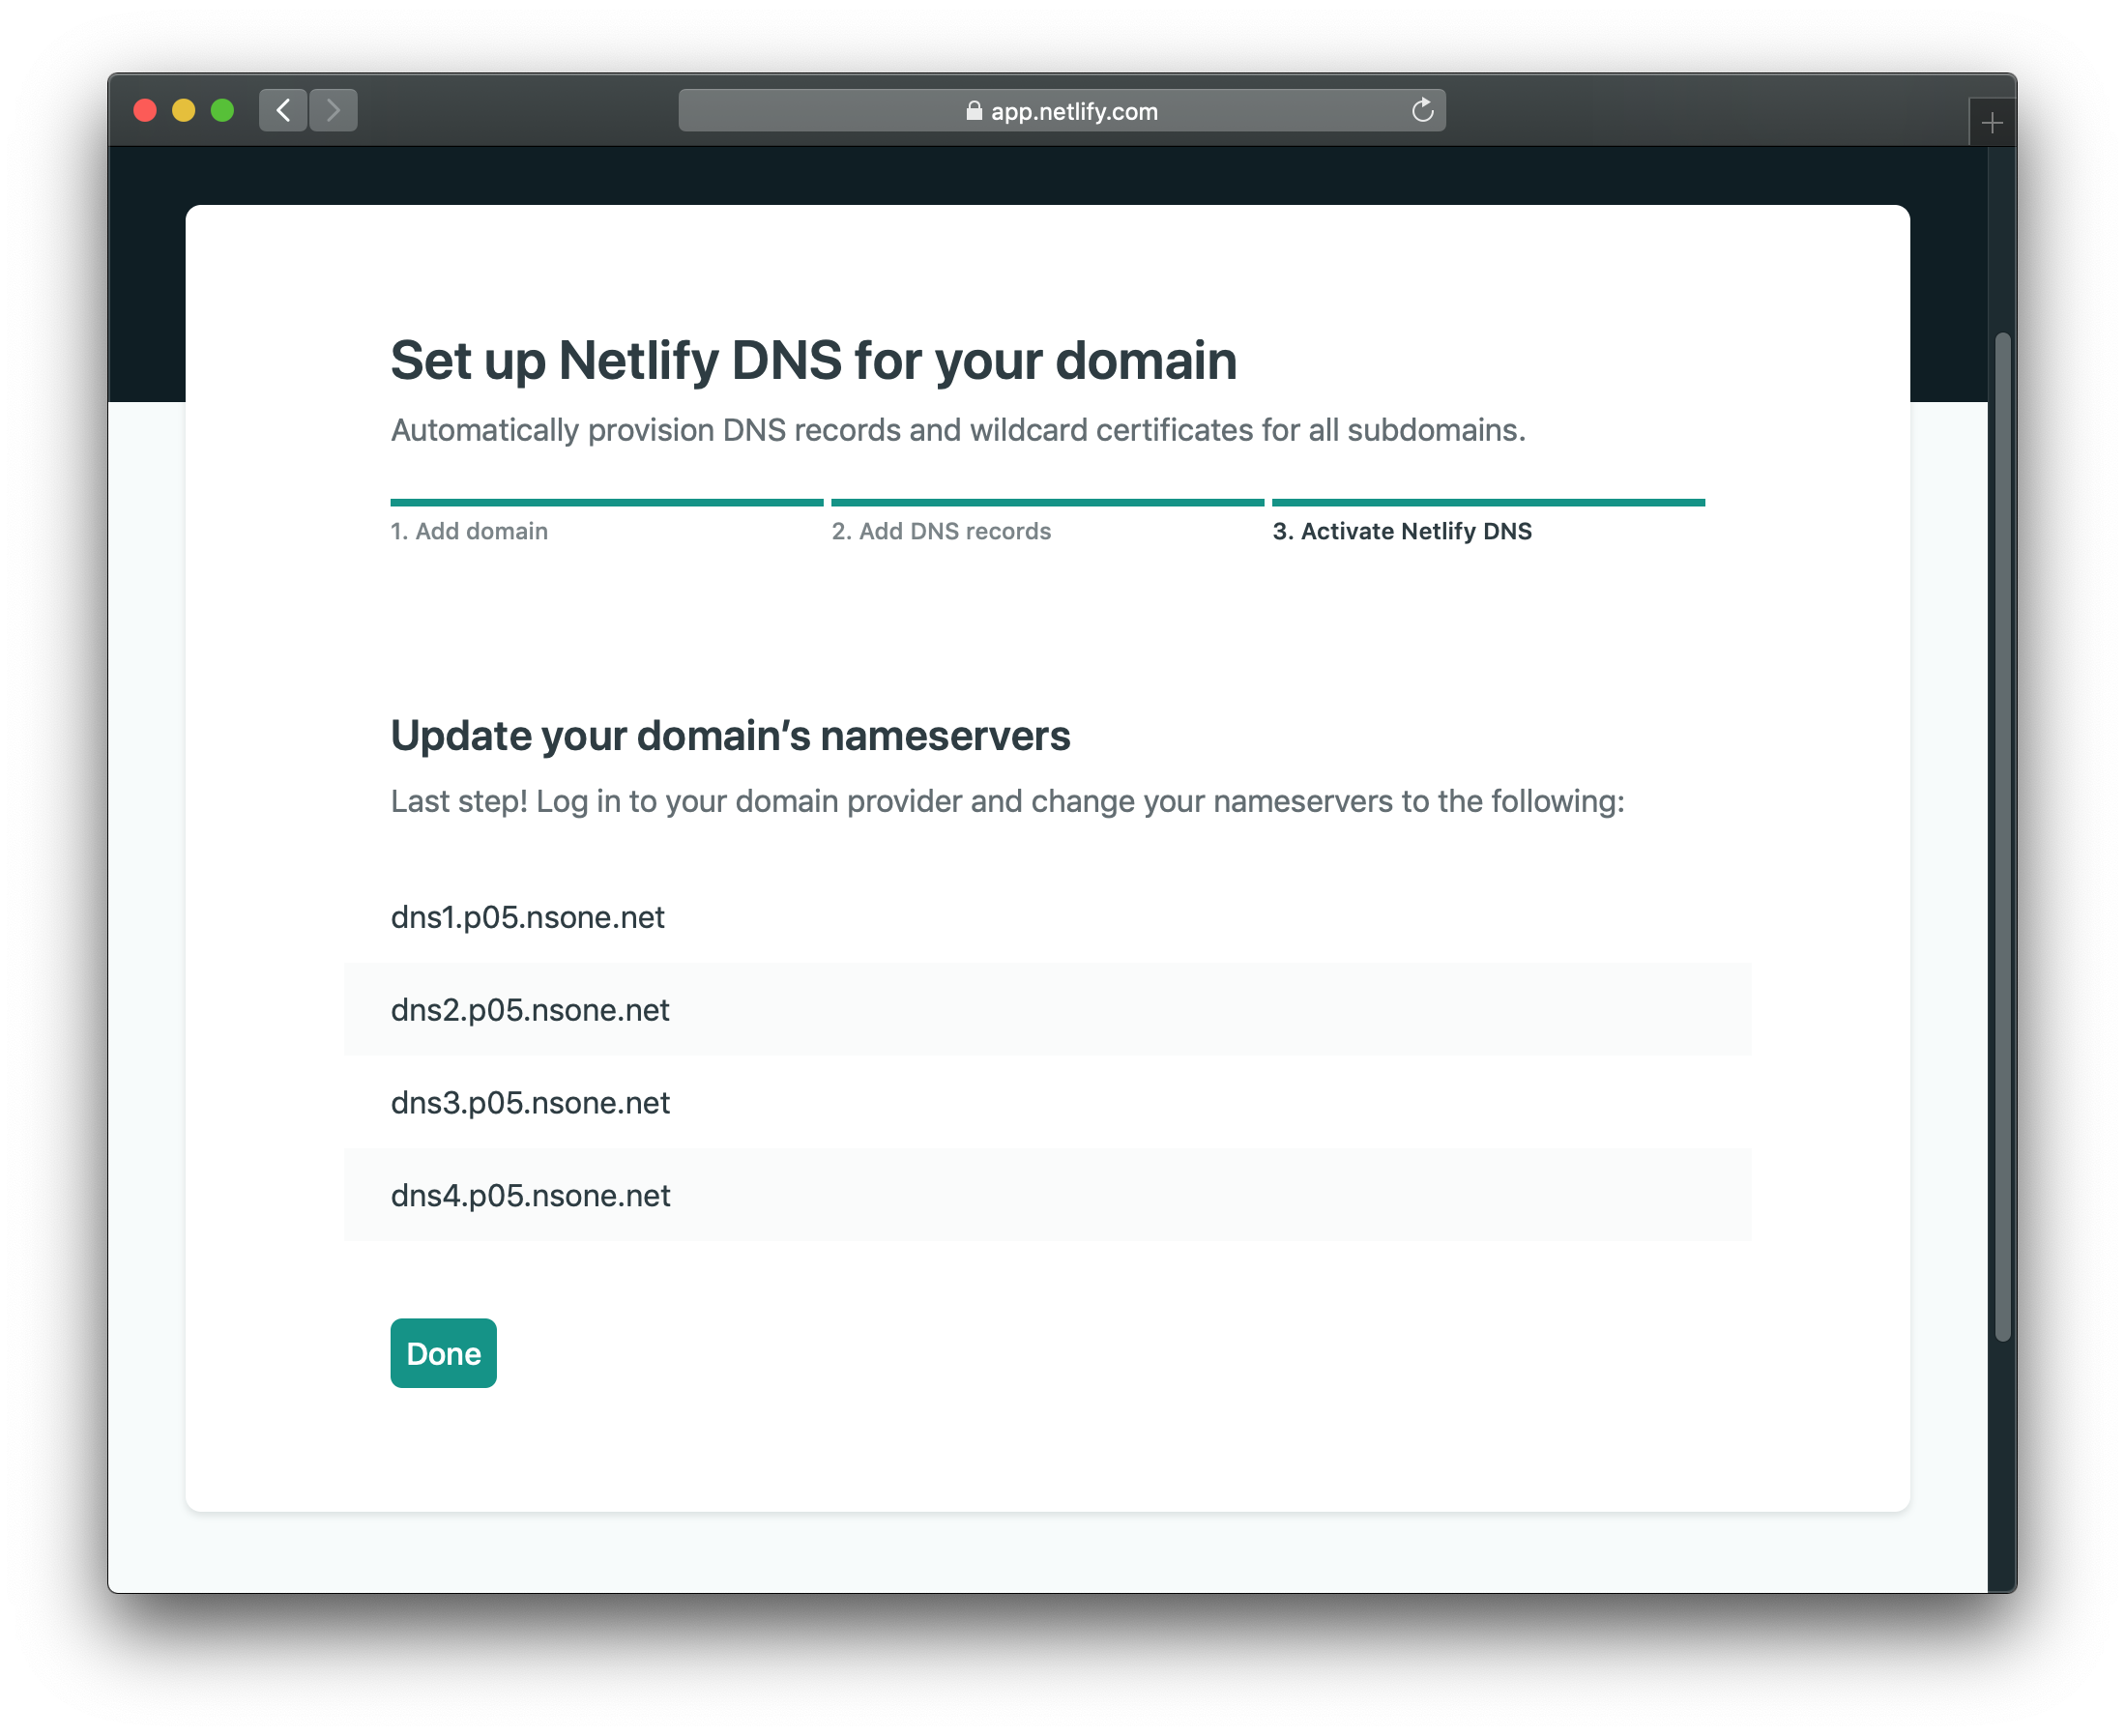 app.netlify.com
Set up Netlify DNS for your domain
Automatically provision DNS records and wildcard certificates for all subdomains.
1. Add domain
2. Add DNS records
3. Activate Netlify DNS
Update your domain’s nameservers
Last step! Log in to your domain provider and change your nameservers to the following:
dns1.p05.nsone.net
dns2.p05.nsone.net
dns3.p05.nsone.net
dns4.p05.nsone.net
Done